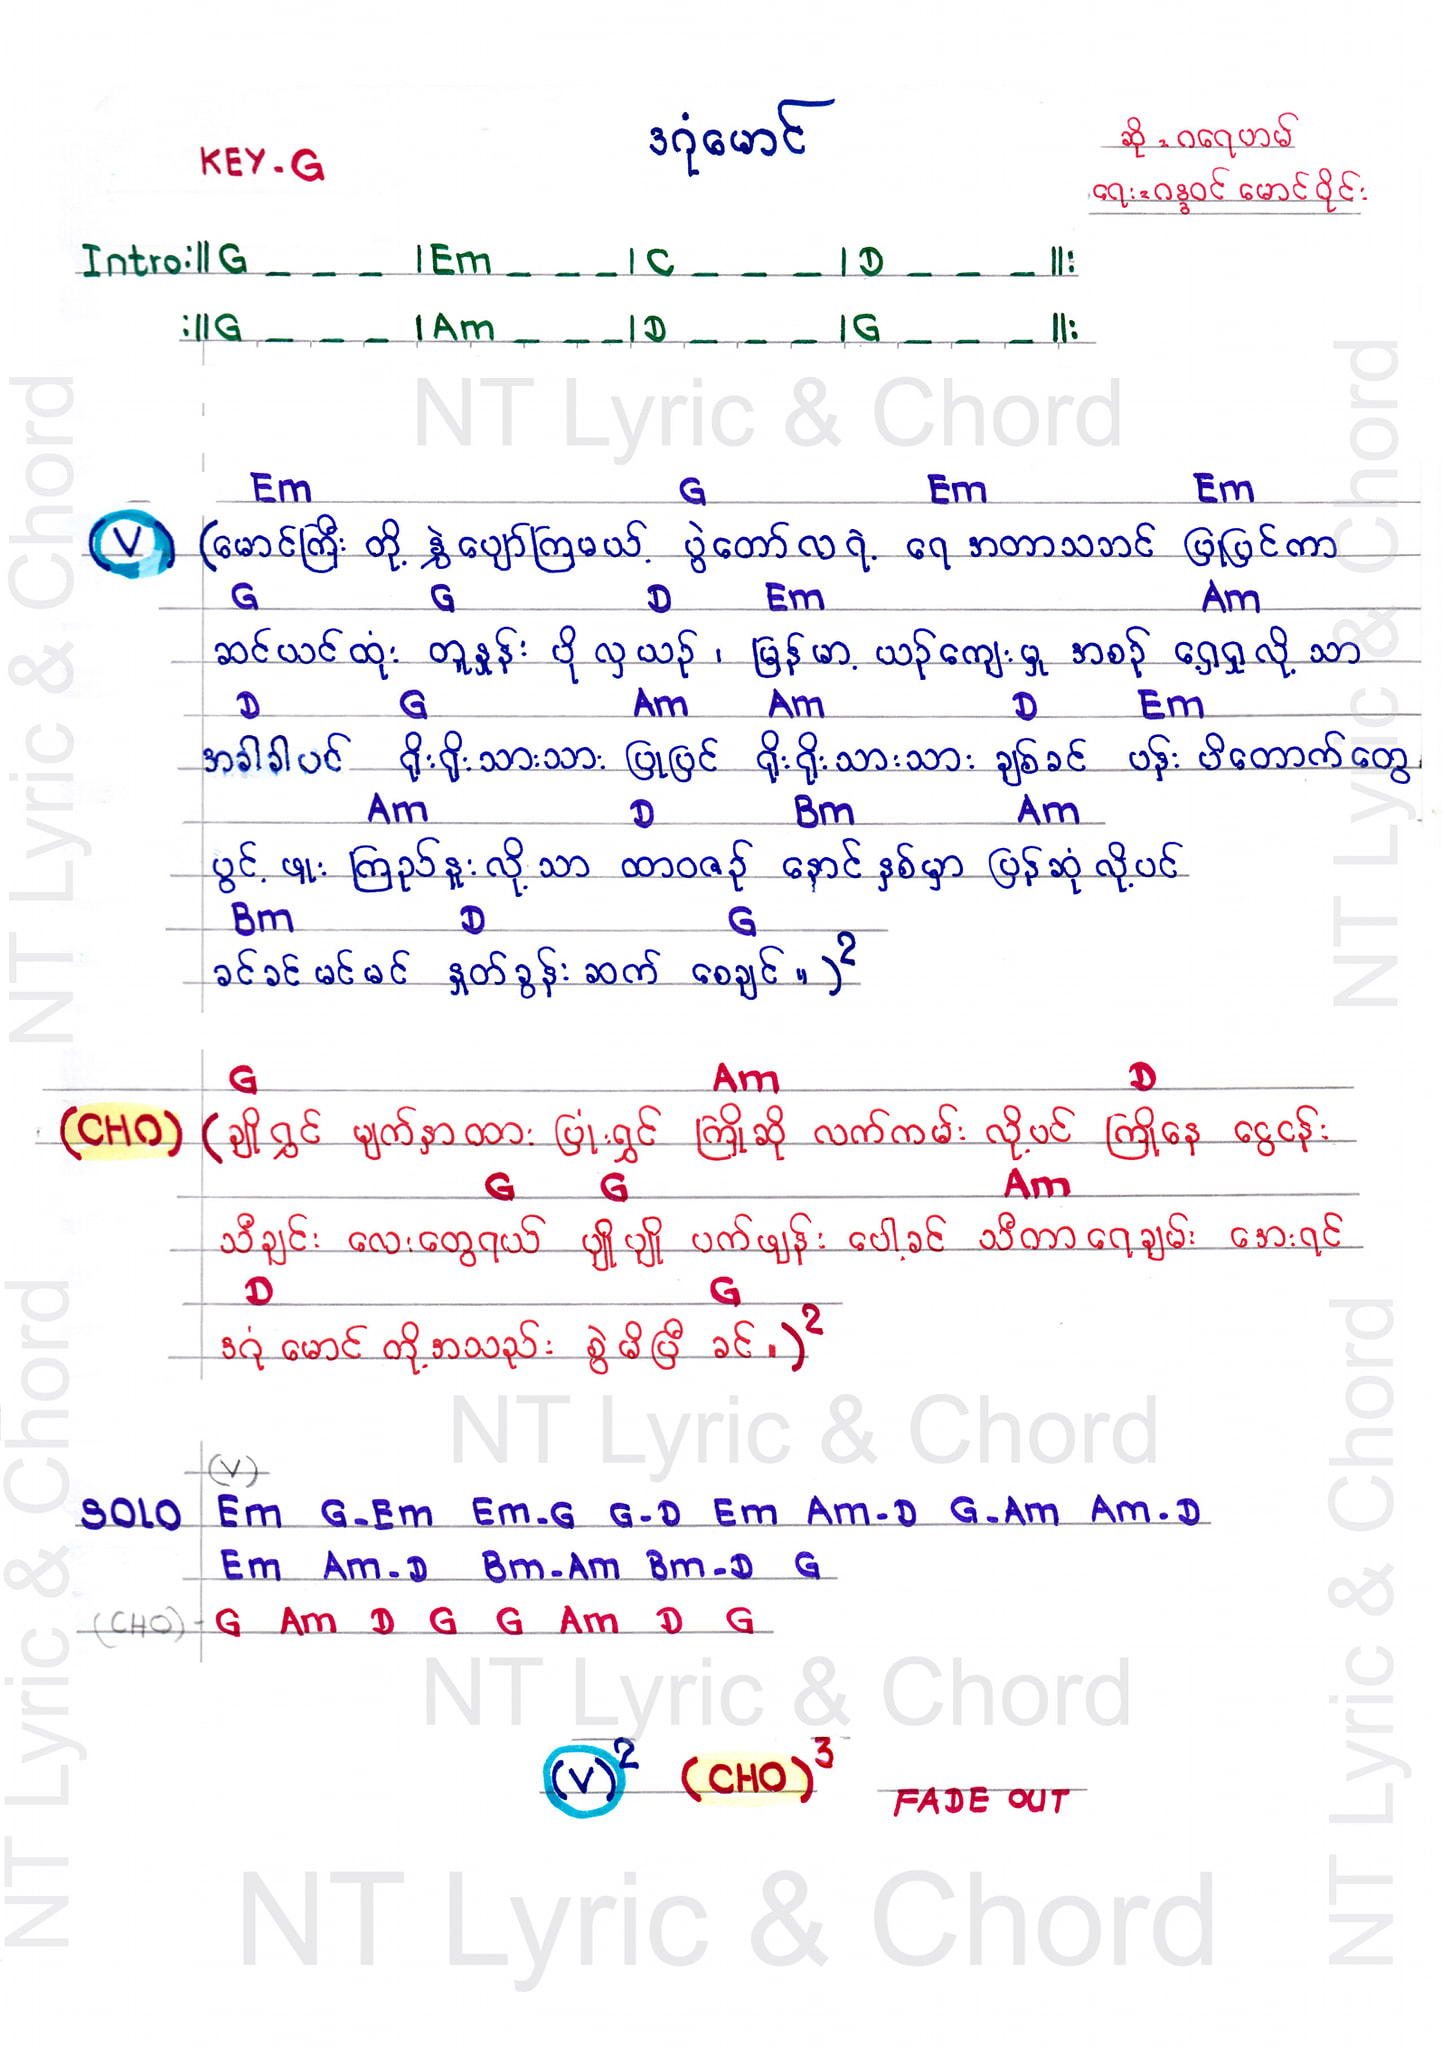 ဒဂုံမောင်
KEY-G
ဆို = ဂရေဟမ်
ရေး = ဂန္ဓဝင် မောင်ဝိုင်း
Intro:||G _ _ _ |Em _ _ _|C _ _ _ |D _ _ _ ||:
:||G _ _ _ |Am _ _ _|D _ _ _ |G _ _ _ ||:
NT Lyric & Chord
Em G Em Em
(V) (မောင်ကြီး တို့ နွှဲပျော်ကြမယ့် ပွဲတော်လရဲ့ ရေ အတာသဘင် ဖြူဖြင်ကာ
G G D Em Am
ဆင်ယင်ထုံး တူနှုန်း ဗိုလှယဉ်၊ မြန်မာ့ ယဉ်ကျေးမှု အစဉ် ရှေ့ရှုလို့ သာ
D G Am Am D Em
အခါခါပင် ရိုးရိုးသားသား ဖြူဖြင် ရိုးရိုးသားသား ချစ်ခင် ပန်း ပိတောက်တွေ
Am D Bm Am
ပွင့် ဖူး ကြည်နူးလို့သာ ထာဝစဉ် နောင်နှစ်မှာ ပြန်ဆုံလို့ပင်
Bm D G
ခင်ခင်မင်မင် နှုတ်ခွန်းဆက် စေချင်။)2
G Am D
(CHO) (ချိုရွှင် မျက်နှာထား ပြုံးရွှင် ကြိုဆို လက်ကမ်း လို့ပင် ကြိုနေ ငွေငန်း
G G Am
သီချင်း လေးတွေရယ် ပျိုပျို ပက်ဖျန်း ပေါ့ခင် သီတာရေချမ်း အေးရင်
D G
ဒဂုံ မောင် တို့အသည်း စွဲမိပြီ ခင်။)2
NT Lyric & Chord
(V)
SOLO Em G-Em Em-G G-D Em Am-D G-Am Am-D
Em Am-D Bm-Am Bm-D G
(CHO)- G Am D G G Am D G
NT Lyric & Chord
(V)2 (CHO)3 FADE OUT
NT Lyric & Chord
NT Lyric & Chord
NT Lyric & Chord
NT Lyric & Chord
NT Lyric & Chord